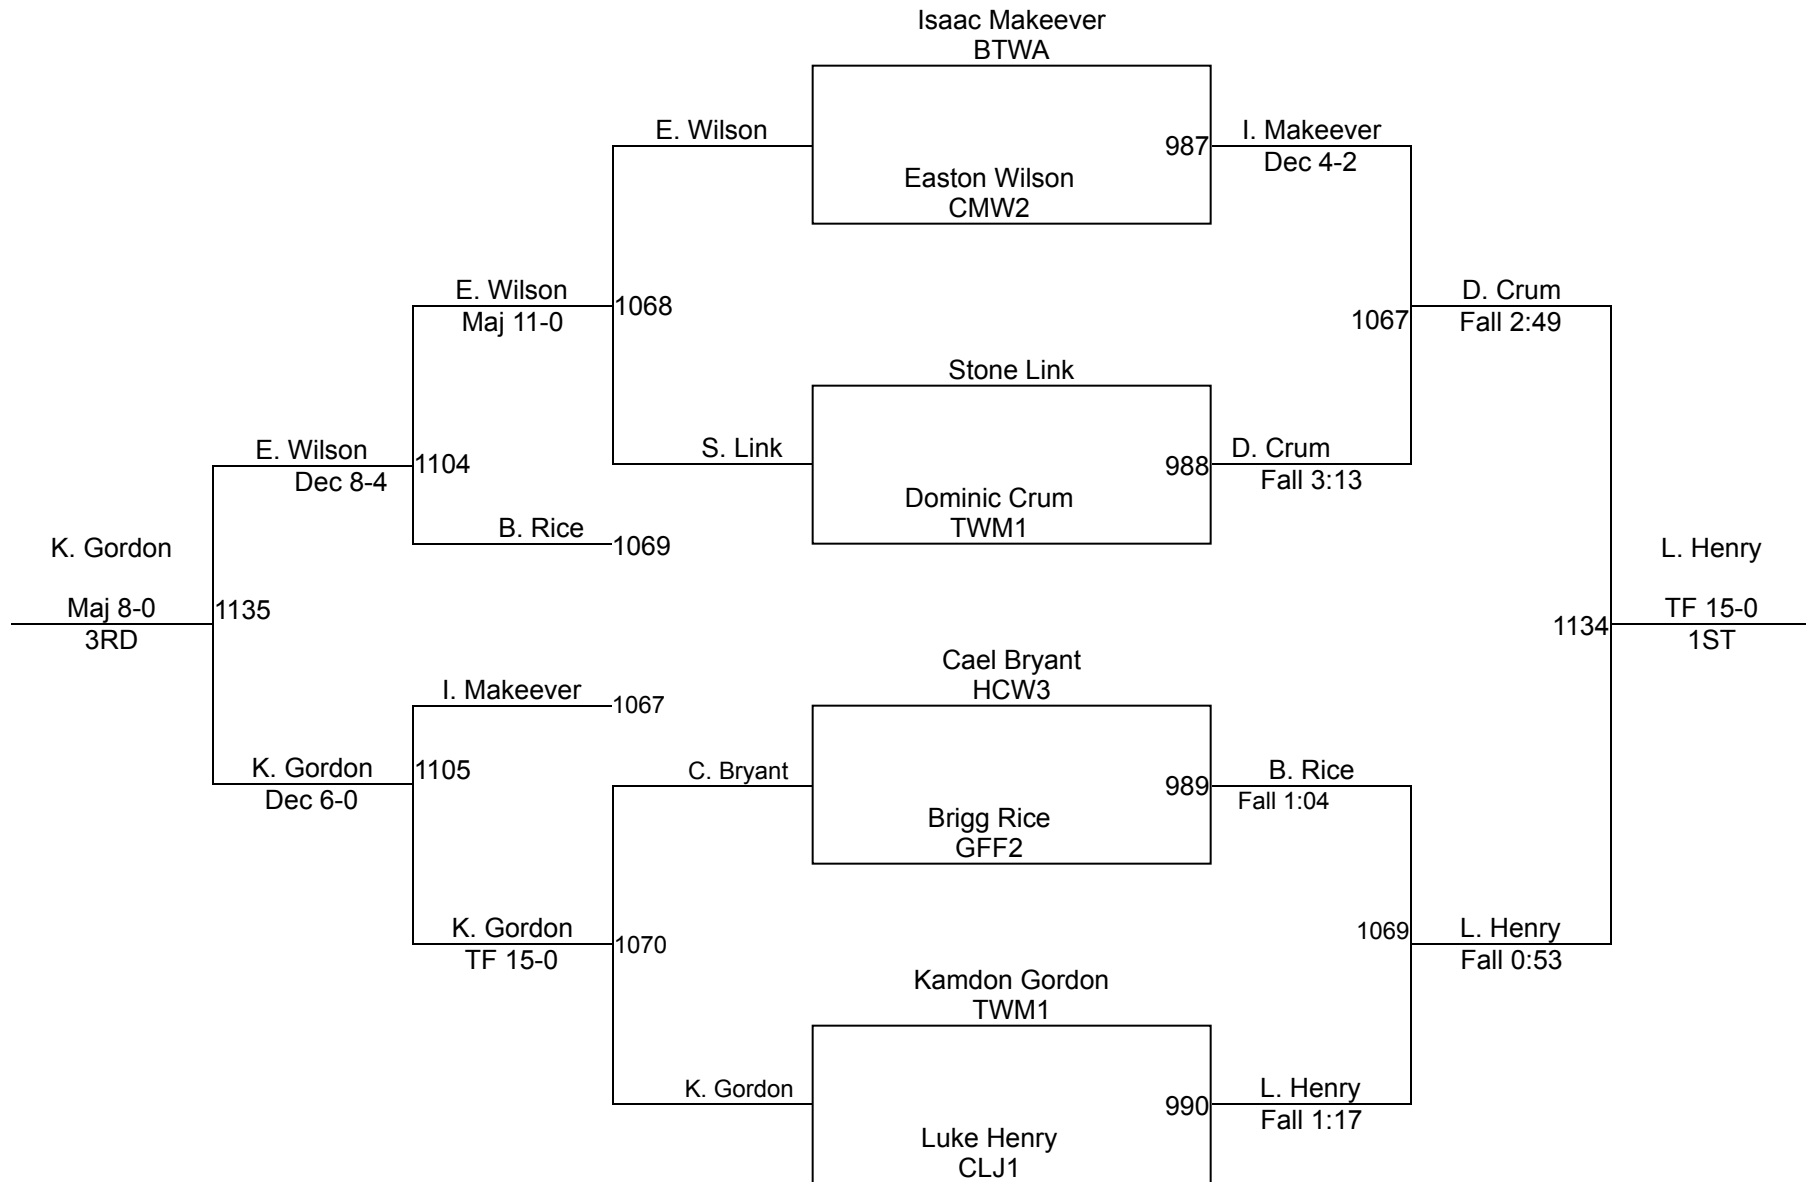 Isaac Makeever
BTWA
E. Wilson
987
I. Makeever
Dec 4-2
Easton Wilson
CMW2
E. Wilson
Maj 11-0
1068
1067
D. Crum
Fall 2:49
Stone Link
E. Wilson
Dec 8-4
1104
S. Link
988
D. Crum
Fall 3:13
Dominic Crum
TWM1
B. Rice
1069
K. Gordon
Maj 8-0
3RD
1135
1134
L. Henry
TF 15-0
1ST
Cael Bryant
HCW3
I. Makeever
1067
K. Gordon
Dec 6-0
1105
C. Bryant
989
B. Rice
Fall 1:04
Brigg Rice
GFF2
K. Gordon
TF 15-0
1070
1069
L. Henry
Fall 0:53
Kamdon Gordon
TWM1
K. Gordon
990
L. Henry
Fall 1:17
Luke Henry
CLJ1